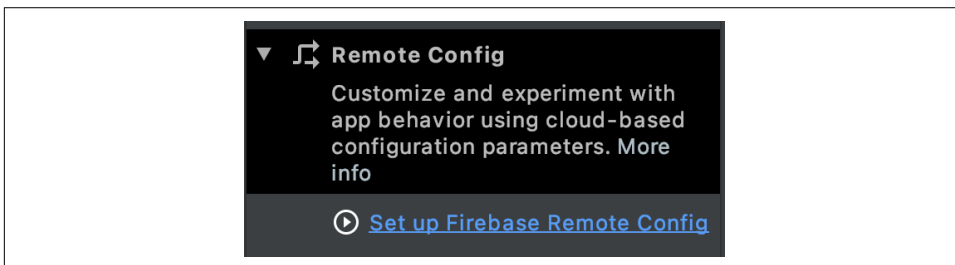 Remote Config
Customize and experiment with
app behavior using cloud-based
configuration parameters. More
info
Set up Firebase Remote Config